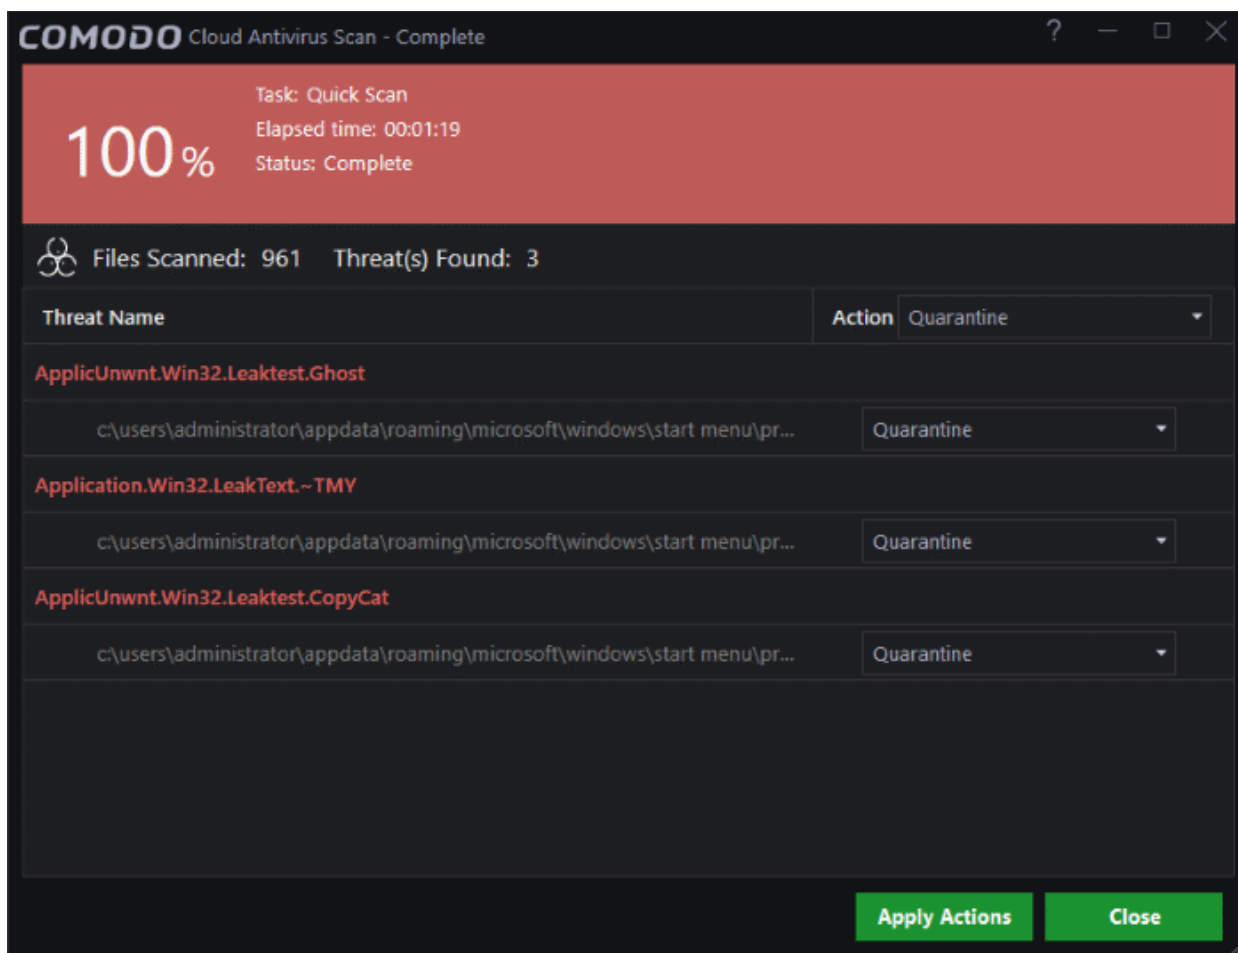 COMODO Cloud Antivirus Scan - Complete ?
100% 
Task: Quick Scan
Elapsed time: 00:01:19
Status: Complete
Files Scanned: 961 Threat(s) Found: 3
Threat Name Action Quarantine
ApplicUnwnt.Win32.Leaktest.Ghost
c:\users\administrator\appdata\roaming\microsoft\windows\start menu\pr... Quarantine
Application.Win32.LeakText.~TMY
c:\users\administrator\appdata\roaming\microsoft\windows\start menu\pr... Quarantine
ApplicUnwnt.Win32.Leaktest.CopyCat
c:\users\administrator\appdata\roaming\microsoft\windows\start menu\pr... Quarantine
Apply Actions Close